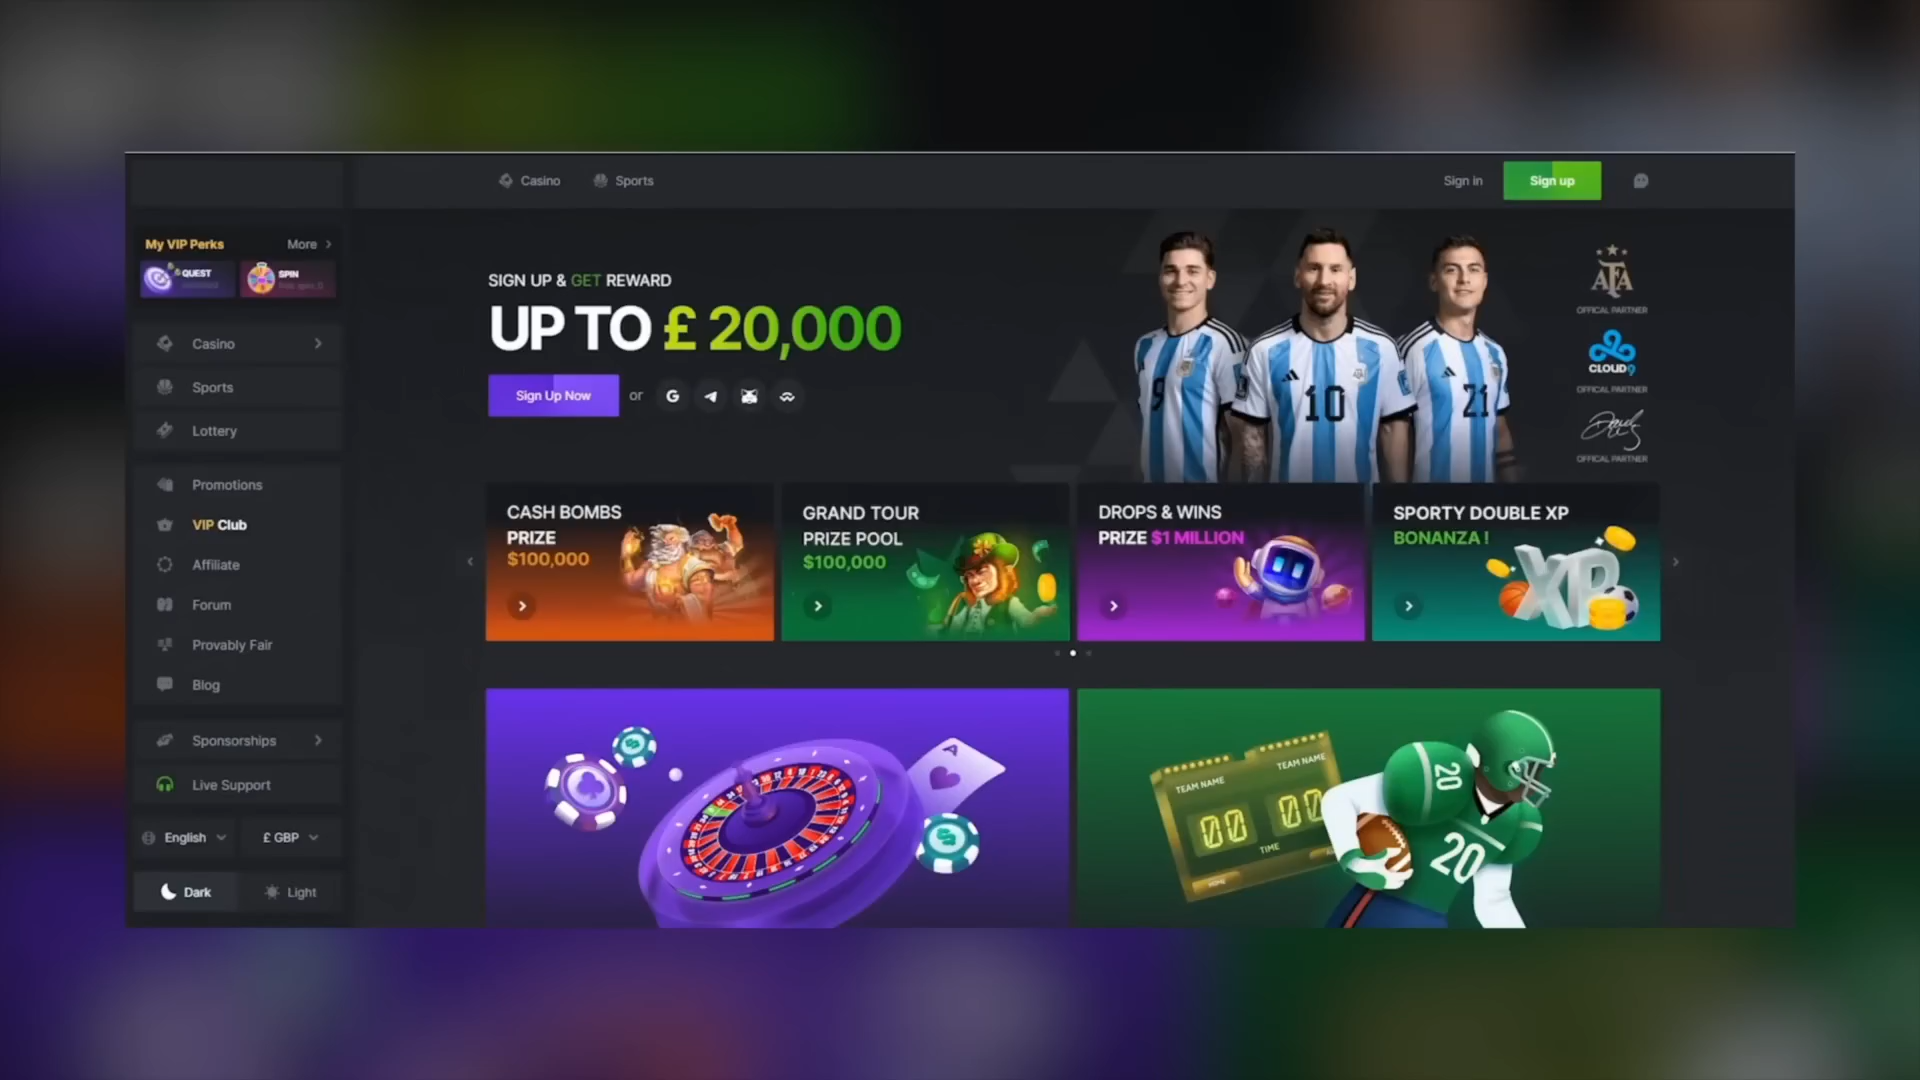 Casino
Sports
Sign in
Sign up
My VIP Perks
More
QUEST
SPIN
Casino
Sports
Lottery
Promotions
VIP Club
Affiliate
Forum
Provably Fair
Blog
Sponsorships
Live Support
English
£ GBP
Dark
Light
SIGN UP & GET REWARD
UP TO £ 20,000
Sign Up Now
or
G
9
10
21
AFA
OFFICAL PARTNER
CLOUD9
OFFICAL PARTNER
OFFICAL PARTNER
CASH BOMBS
PRIZE
$100,000
GRAND TOUR
PRIZE POOL
$100,000
DROPS & WINS
PRIZE $1 MILLION
SPORTY DOUBLE XP
BONANZA !
XP
A
TEAM NAME
TEAM NAME
00
00
TIME
HOME
20
20